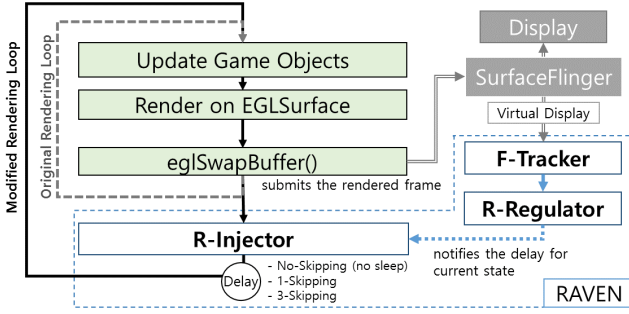 Modified Rendering Loop
Original Rendering Loop
Update Game Objects
Render on EGLSurface
eglSwapBuffer()
submits the rendered frame
Display
SurfaceFlinger
Virtual Display
F-Tracker
R-Regulator
R-Injector
notifies the delay for
current state
Delay
- No-Skipping (no sleep)
- 1-Skipping
- 3-Skipping
RAVEN